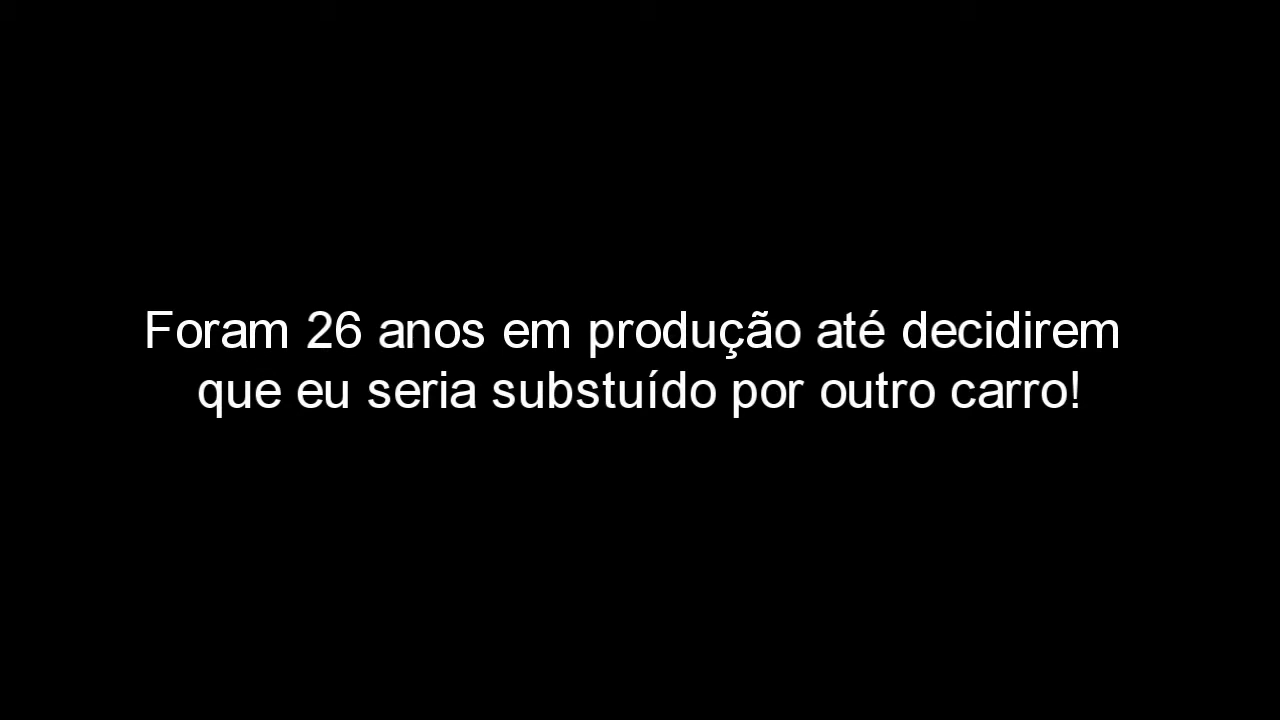 Foram 26 anos em produção até decidirem
que eu seria substuído por outro carro!